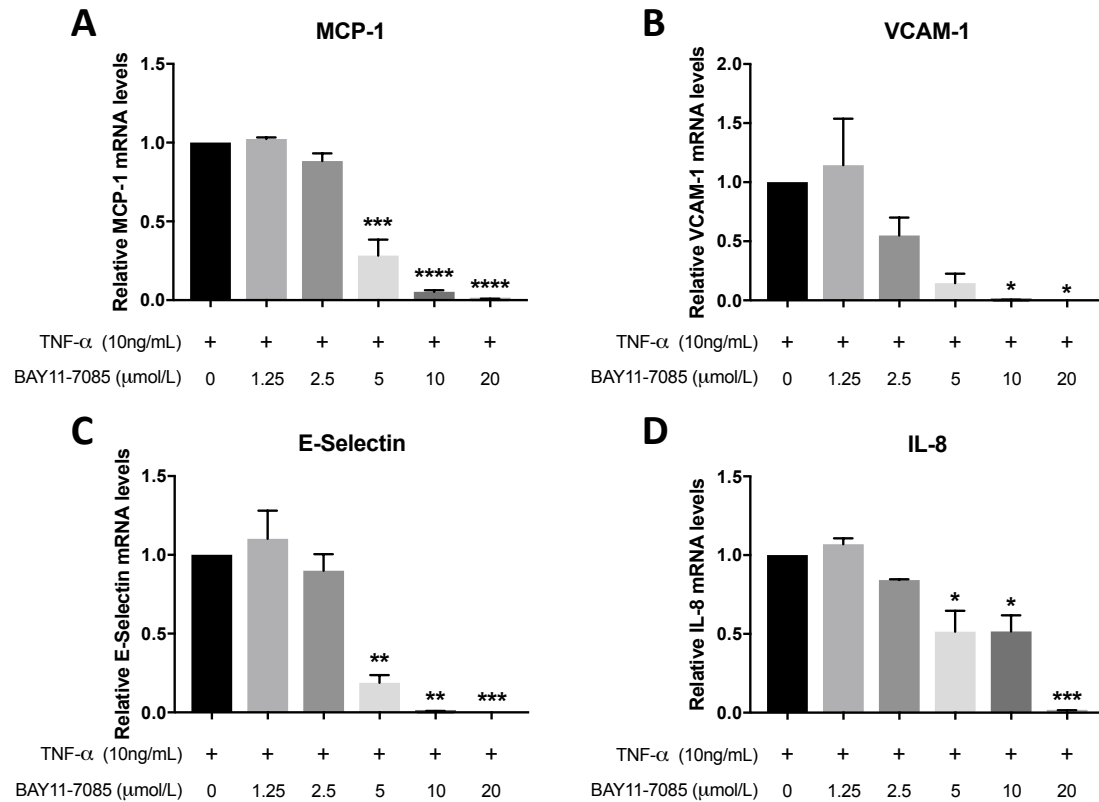 A
MCP-1
Relative MCP-1 mRNA levels
1.5
1.0
0.5
0.0
***
****
****
TNF-α (10ng/mL) + + + + + +
BAY11-7085 (μmol/L) 0 1.25 2.5 5 10 20
B
VCAM-1
Relative VCAM-1 mRNA levels
2.0
1.5
1.0
0.5
0.0
*
*
TNF-α (10ng/mL) + + + + + +
BAY11-7085 (μmol/L) 0 1.25 2.5 5 10 20
C
E-Selectin
Relative E-Selectin mRNA levels
1.5
1.0
0.5
0.0
**
**
***
TNF-α (10ng/mL) + + + + + +
BAY11-7085 (μmol/L) 0 1.25 2.5 5 10 20
D
IL-8
Relative IL-8 mRNA levels
1.5
1.0
0.5
0.0
*
*
***
TNF-α (10ng/mL) + + + + + +
BAY11-7085 (μmol/L) 0 1.25 2.5 5 10 20